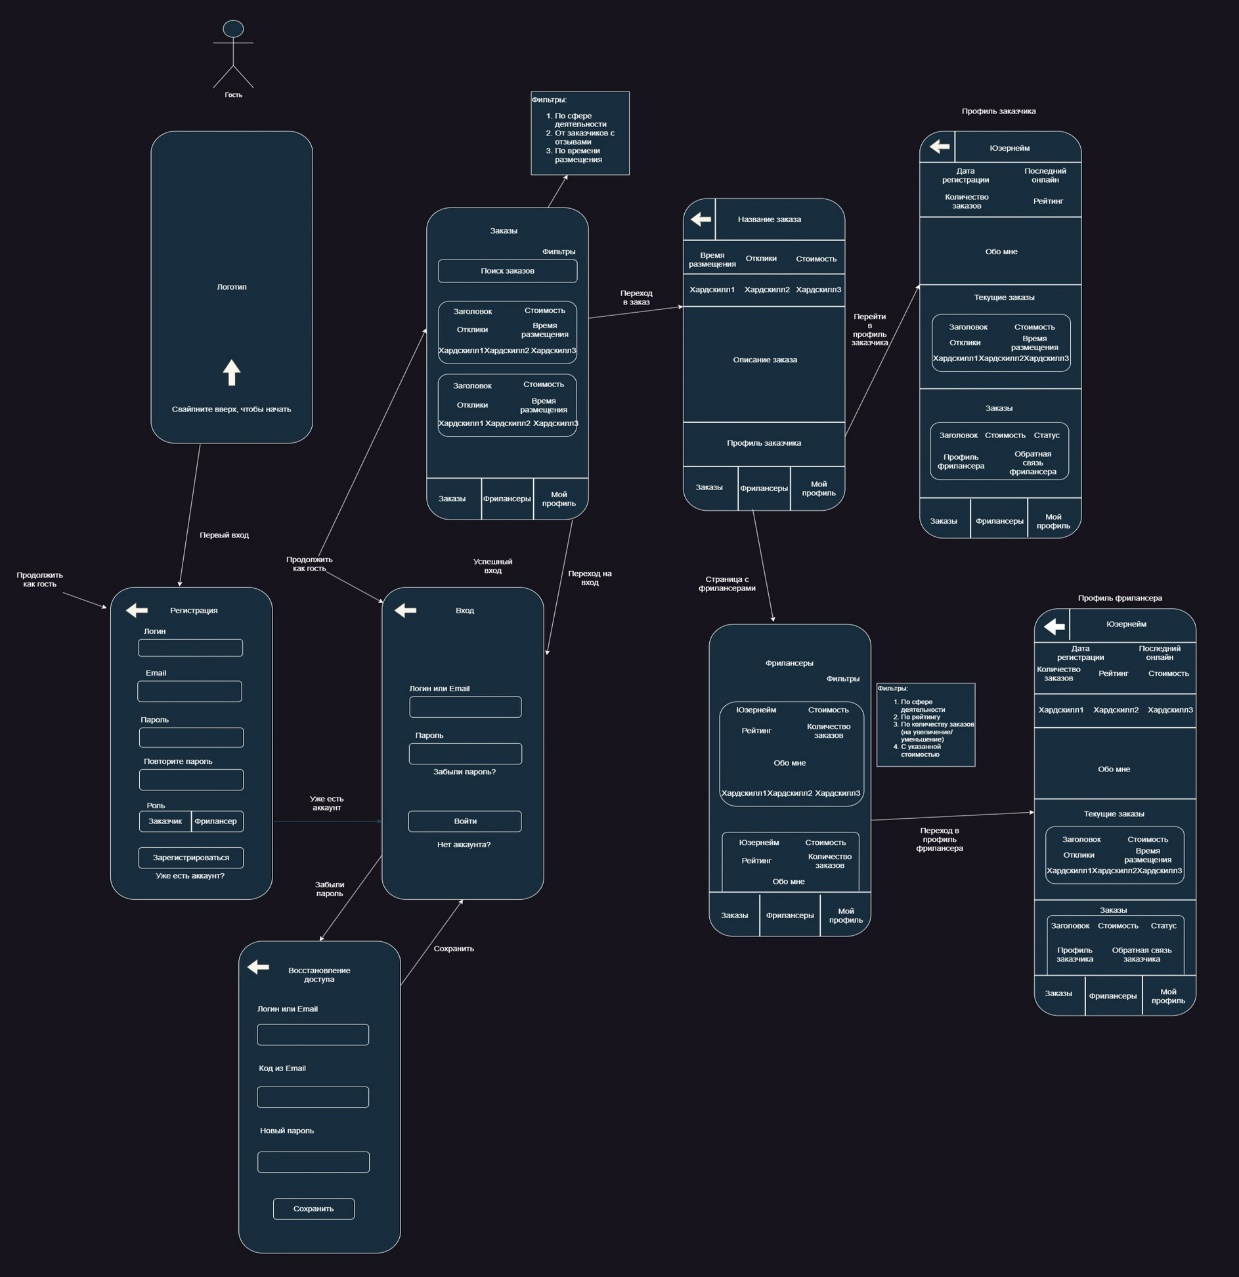 Гость
Логотип
Свайпните вверх, чтобы начать
Первый вход
Продолжить
как гость
Регистрация
Логин
Email
Пароль
Повторите пароль
Роль
Заказчик Фрилансер
Зарегистрироваться
Уже есть аккаунт?
Уже есть
аккаунт
Фильтры:
1. По сфере
деятельности
2. От заказчиков с
отзывами
3. По времени
размещения
Заказы
Фильтры
Поиск заказов
Заголовок Стоимость
Отклики Время
размещения
Хардскилл1 Хардскилл2 Хардскилл3
Заголовок Стоимость
Отклики Время
размещения
Хардскилл1 Хардскилл2 Хардскилл3
Заказы Фрилансеры Мой
профиль
Продолжить
как гость
Успешный
вход
Переход на
вход
Вход
Логин или Email
Пароль
Забыли пароль?
Войти
Нет аккаунта?
Забыли
пароль
Сохранить
Восстановление
доступа
Логин или Email
Код из Email
Новый пароль
Сохранить
Переход
в заказ
Название заказа
Время
размещения Отклики Стоимость
Хардскилл1 Хардскилл2 Хардскилл3
Описание заказа
Профиль заказчика
Заказы Фрилансеры Мой
профиль
Перейти
в
профиль
заказчика
Профиль заказчика
Юзернейм
Дата
регистрации Последний
онлайн
Количество
заказов Рейтинг
Обо мне
Текущие заказы
Заголовок Стоимость
Отклики Время
размещения
Хардскилл1 Хардскилл2 Хардскилл3
Заказы
Заголовок Стоимость Статус
Профиль
фрилансера Обратная
связь
фрилансера
Заказы Фрилансеры Мой
профиль
Страница с
фрилансерами
Фрилансеры
Фильтры
Юзернейм Стоимость
Рейтинг Количество
заказов
Обо мне
Хардскилл1 Хардскилл2 Хардскилл3
Юзернейм Стоимость
Рейтинг Количество
заказов
Обо мне
Заказы Фрилансеры Мой
профиль
Фильтры:
1. По сфере
деятельности
2. По рейтингу
3. По количеству заказов
(на увеличение/
уменьшение)
4. С указанной
стоимостью
Переход в
профиль
фрилансера
Профиль фрилансера
Юзернейм
Дата
регистрации Последний
онлайн
Количество
заказов Рейтинг Стоимость
Хардскилл1 Хардскилл2 Хардскилл3
Обо мне
Текущие заказы
Заголовок Стоимость
Отклики Время
размещения
Хардскилл1 Хардскилл2 Хардскилл3
Заказы
Заголовок Стоимость Статус
Профиль
заказчика Обратная связь
заказчика
Заказы Фрилансеры Мой
профиль